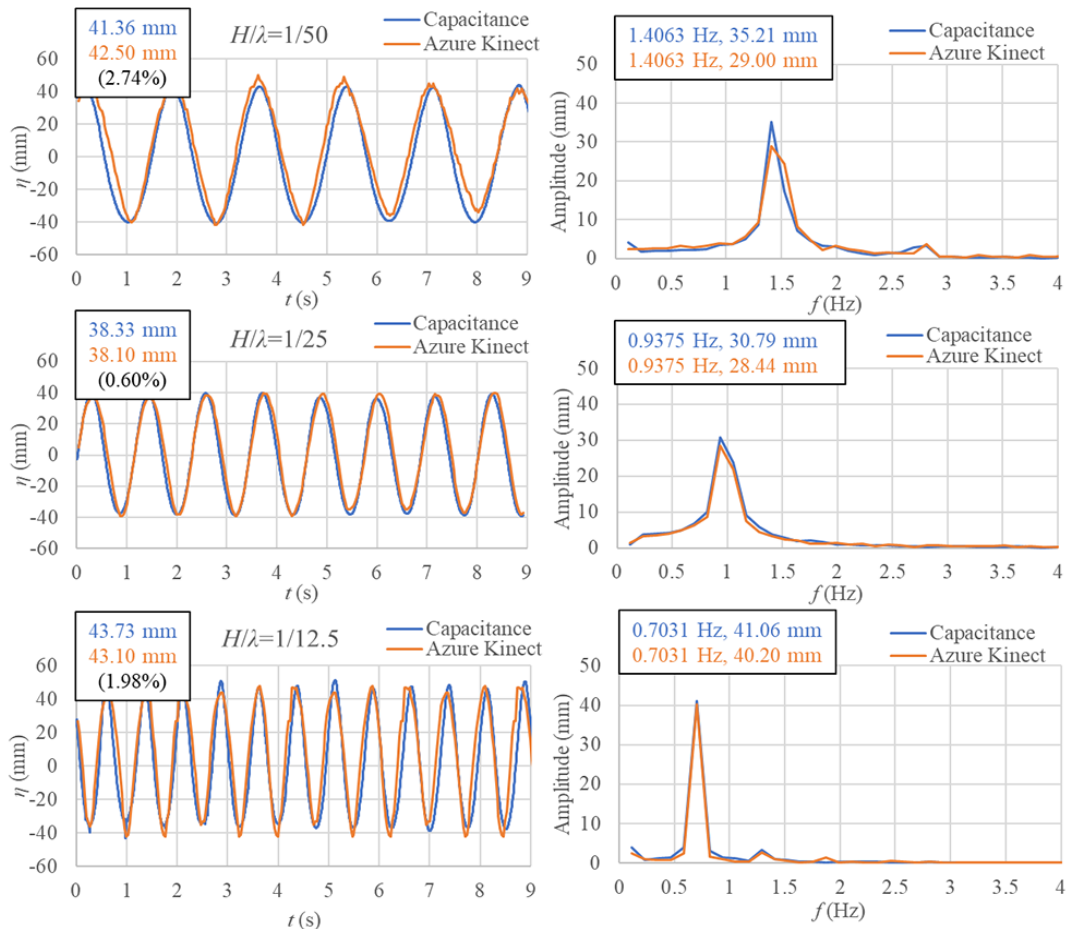 41.36 mm
42.50 mm
(2.74%)
H/λ=1/50
Capacitance
Azure Kinect
η (mm)
60
40
20
0
-20
-40
-60
0 1 2 3 4 5 6 7 8 9
t (s)
1.4063 Hz, 35.21 mm
1.4063 Hz, 29.00 mm
Capacitance
Azure Kinect
Amplitude (mm)
50
40
30
20
10
0
0 0.5 1 1.5 2 2.5 3 3.5 4
f (Hz)
38.33 mm
38.10 mm
(0.60%)
H/λ=1/25
Capacitance
Azure Kinect
η (mm)
60
40
20
0
-20
-40
-60
0 1 2 3 4 5 6 7 8 9
t (s)
0.9375 Hz, 30.79 mm
0.9375 Hz, 28.44 mm
Capacitance
Azure Kinect
Amplitude (mm)
50
40
30
20
10
0
0 0.5 1 1.5 2 2.5 3 3.5 4
f (Hz)
43.73 mm
43.10 mm
(1.98%)
H/λ=1/12.5
Capacitance
Azure Kinect
η (mm)
60
40
20
0
-20
-40
-60
0 1 2 3 4 5 6 7 8 9
t (s)
0.7031 Hz, 41.06 mm
0.7031 Hz, 40.20 mm
Capacitance
Azure Kinect
Amplitude (mm)
50
40
30
20
10
0
0 0.5 1 1.5 2 2.5 3 3.5 4
f (Hz)